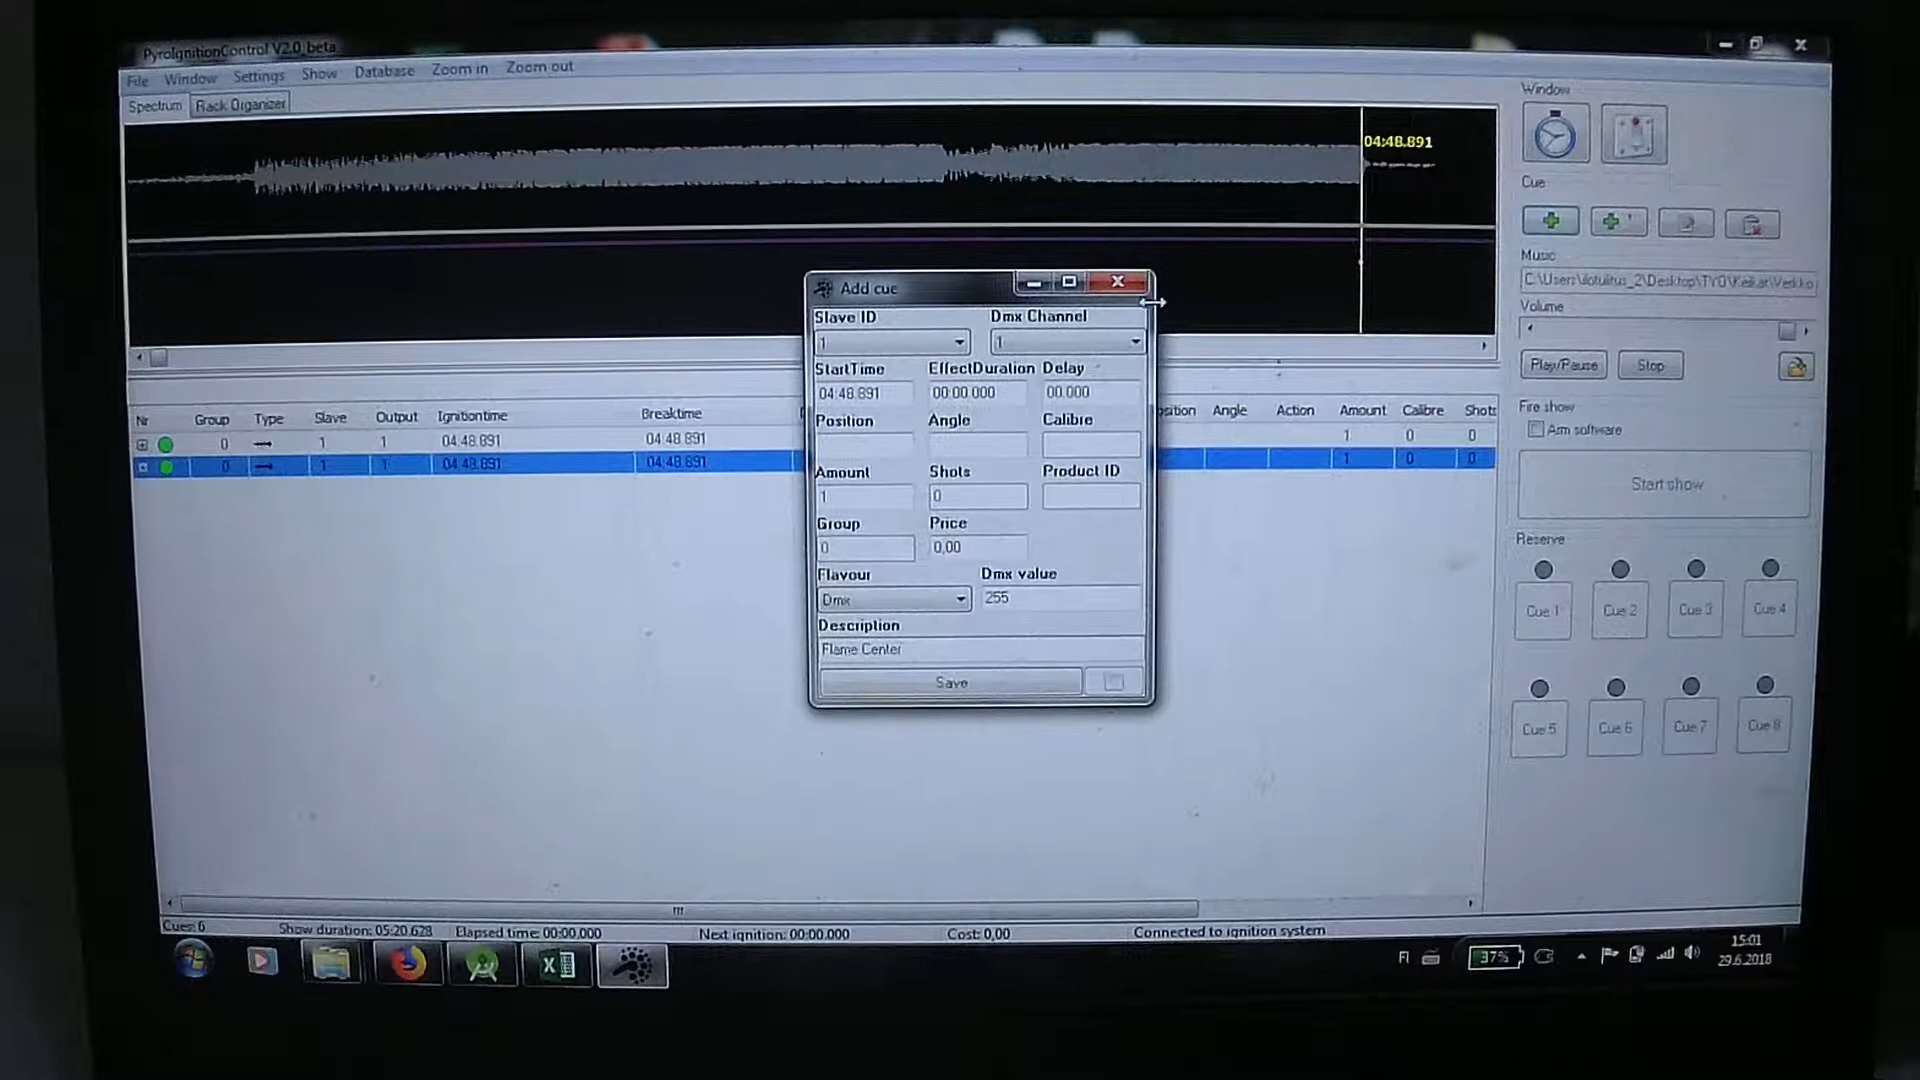 PyroIgnitionControl V2.0_beta
File Window Settings Show Database Zoom in Zoom out
Spectrum Rack Organizer
04:48.891
Window
Cue
Music
C:\Users\ilotulitus_2\Desktop\TYÖ\Keikat\Verkko
Volume
Play/Pause Stop
Fire show
Arm software
Start show
Reserve
Cue 1 Cue 2 Cue 3 Cue 4
Cue 5 Cue 6 Cue 7 Cue 8
Nr Group Type Slave Output Ignitiontime Breaktime Position Angle Action Amount Calibre Shots
0 1 1 04:48.891 04:48.891 1 0 0
0 1 1 04:48.891 04:48.891 1 0 0
Add cue
Slave ID Dmx Channel
1 1
StartTime EffectDuration Delay
04:48.891 00:00.000 00.000
Position Angle Calibre
Amount Shots Product ID
1 0
Group Price
0 0,00
Flavour Dmx value
Dmx 255
Description
Flame Center
Save
Cues: 6 Show duration: 05:20.628 Elapsed time: 00:00.000 Next ignition: 00:00.000 Cost: 0,00 Connected to ignition system
FI 37% 15:01
29.6.2018